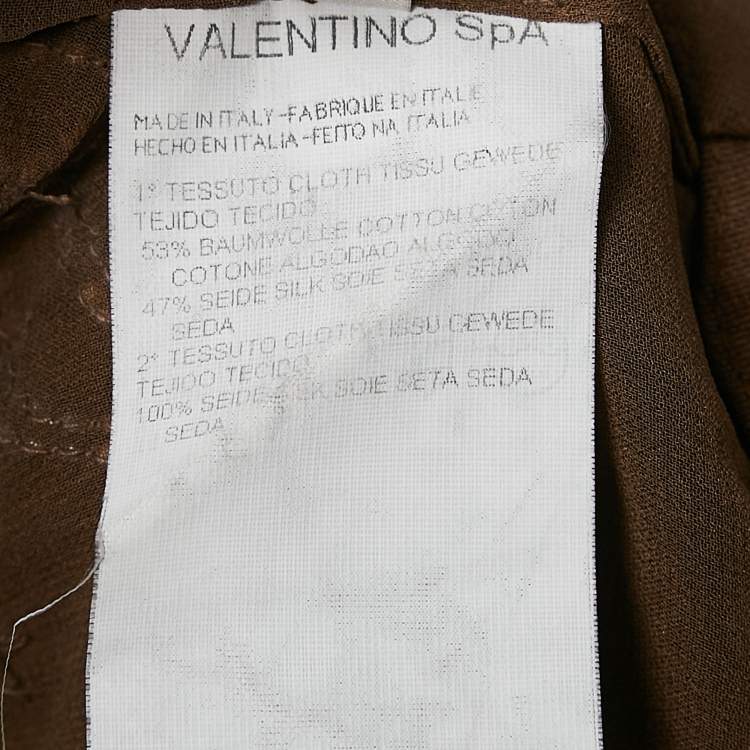 VALENTINO SpA
MADE IN ITALY-FABRIQUE EN ITALIE
HECHO EN ITALIA-FEITO NA ITALIA
1° TESSUTO CLOTH TISSU GEWEDE
TEJIDO TECIDO
53% BAUMWOLLE COTTON COTON
COTONE ALGODAO ALGODON
47% SEIDE SILK SOIE SETA SEDA
SEDA
2° TESSUTO CLOTH TISSU GEWEDE
TEJIDO TECIDO
100% SEIDE SILK SOIE SETA SEDA
SEDA